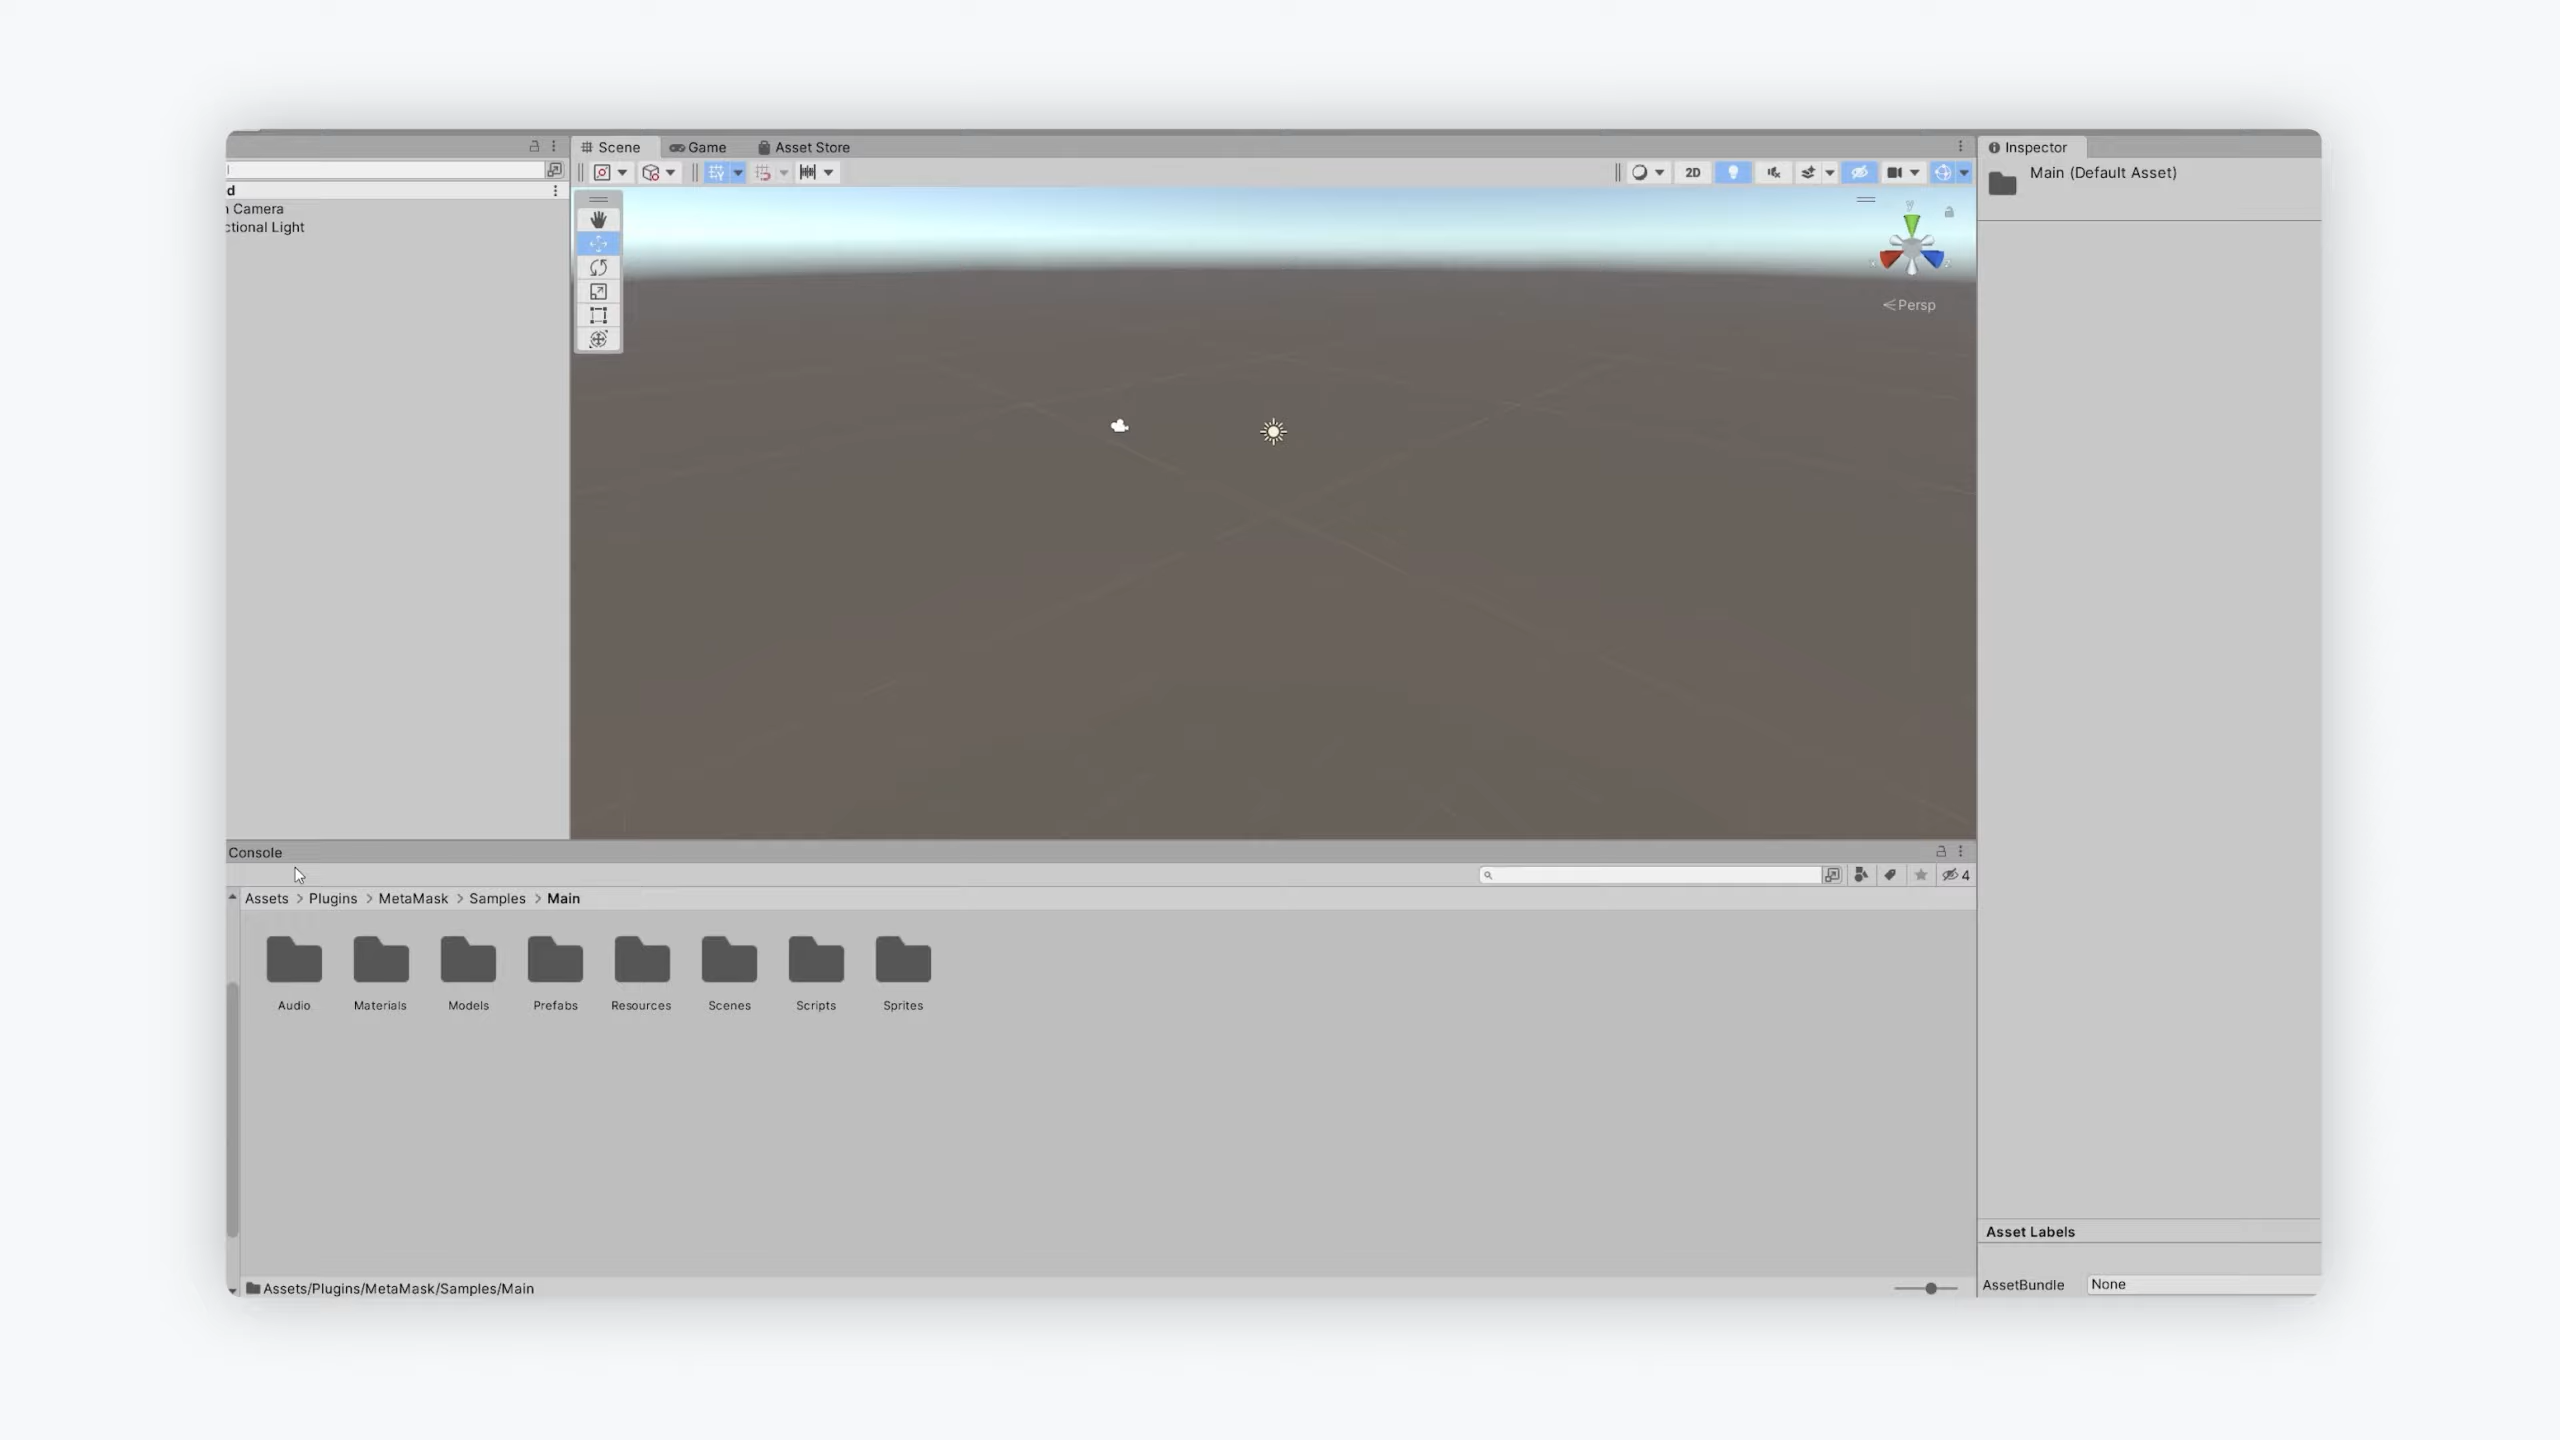 Scene Game Asset Store
Inspector
Main (Default Asset)
2D
d
n Camera
ctional Light
y
Persp
Console
4
Assets > Plugins > MetaMask > Samples > Main
Audio Materials Models Prefabs Resources Scenes Scripts Sprites
Assets/Plugins/MetaMask/Samples/Main
Asset Labels
AssetBundle None